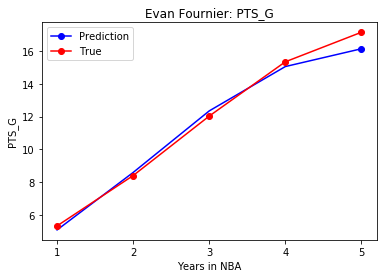 Evan Fournier: PTS_G
Prediction
True
PTS_G
16
14
12
10
8
6
1 2 3 4 5
Years in NBA